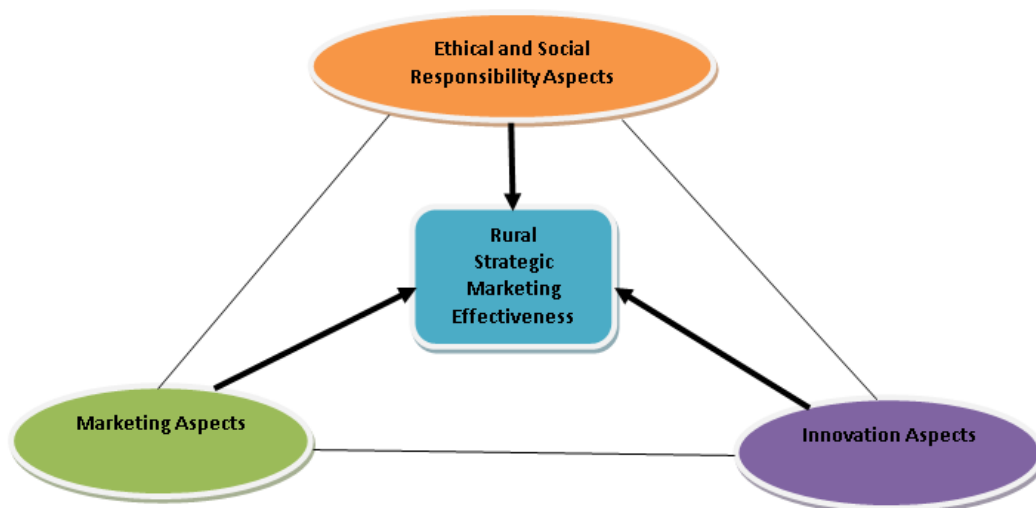 Ethical and Social
Responsibility Aspects
Rural
Strategic
Marketing
Effectiveness
Marketing Aspects
Innovation Aspects